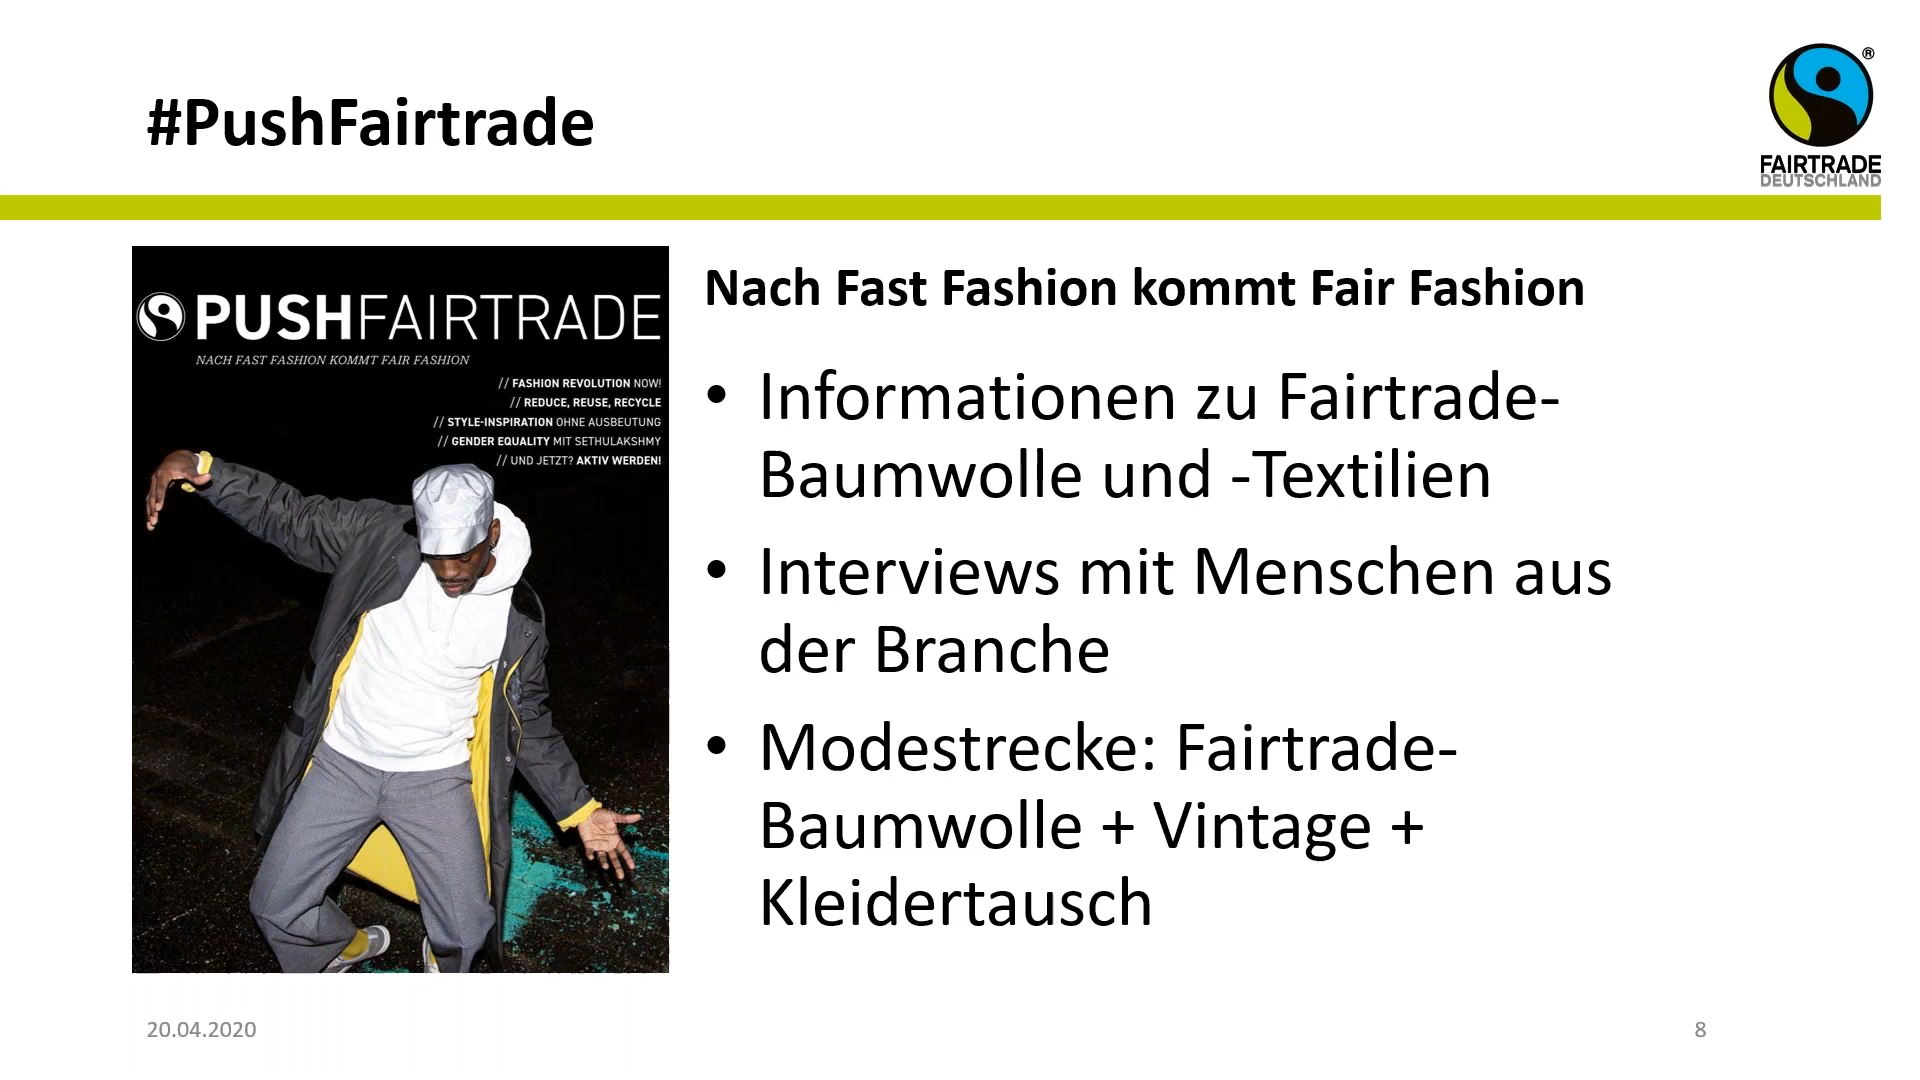 #PushFairtrade
®
FAIRTRADE
DEUTSCHLAND
PUSHFAIRTRADE
NACH FAST FASHION KOMMT FAIR FASHION
// FASHION REVOLUTION NOW!
// REDUCE, REUSE, RECYCLE
// STYLE-INSPIRATION OHNE AUSBEUTUNG
// GENDER EQUALITY MIT SETHULAKSHMY
// UND JETZT? AKTIV WERDEN!
Nach Fast Fashion kommt Fair Fashion
• Informationen zu Fairtrade-
Baumwolle und -Textilien
• Interviews mit Menschen aus
der Branche
• Modestrecke: Fairtrade-
Baumwolle + Vintage +
Kleidertausch
20.04.2020
8